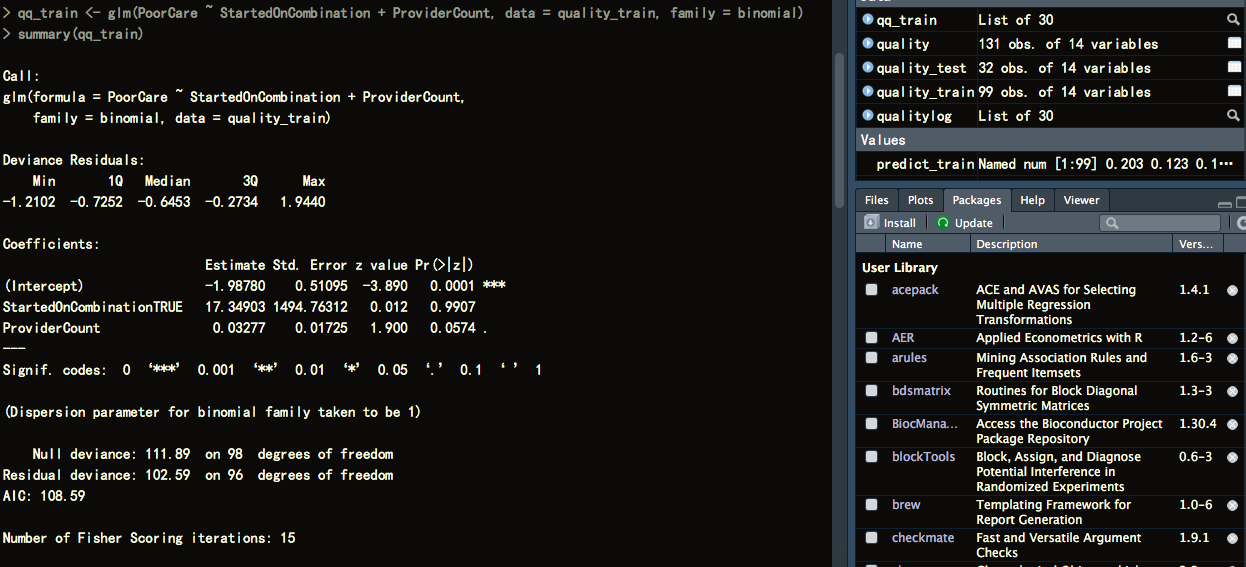 > qq_train <- glm(PoorCare ~ StartedOnCombination + ProviderCount, data = quality_train, family = binomial)
> summary(qq_train)
Call:
glm(formula = PoorCare ~ StartedOnCombination + ProviderCount,
family = binomial, data = quality_train)
Deviance Residuals:
Min 1Q Median 3Q Max
-1.2102 -0.7252 -0.6453 -0.2734 1.9440
Coefficients:
Estimate Std. Error z value Pr(>|z|)
(Intercept) -1.98780 0.51095 -3.890 0.0001 ***
StartedOnCombinationTRUE 17.34903 1494.76312 0.012 0.9907
ProviderCount 0.03277 0.01725 1.900 0.0574 .
---
Signif. codes: 0 ‘***’ 0.001 ‘**’ 0.01 ‘*’ 0.05 ‘.’ 0.1 ‘ ’ 1
(Dispersion parameter for binomial family taken to be 1)
Null deviance: 111.89 on 98 degrees of freedom
Residual deviance: 102.59 on 96 degrees of freedom
AIC: 108.59
Number of Fisher Scoring iterations: 15
qq_train List of 30
quality 131 obs. of 14 variables
quality_test 32 obs. of 14 variables
quality_train 99 obs. of 14 variables
qualitylog List of 30
Values
predict_train Named num [1:99] 0.203 0.123 0.1…
Files Plots Packages Help Viewer
Install Update
Name Description Vers...
User Library
acepack ACE and AVAS for Selecting 1.4.1
Multiple Regression
Transformations
AER Applied Econometrics with R 1.2-6
arules Mining Association Rules and 1.6-3
Frequent Itemsets
bdsmatrix Routines for Block Diagonal 1.3-3
Symmetric Matrices
BiocMana... Access the Bioconductor Project 1.30.4
Package Repository
blockTools Block, Assign, and Diagnose 0.6-3
Potential Interference in
Randomized Experiments
brew Templating Framework for 1.0-6
Report Generation
checkmate Fast and Versatile Argument 1.9.1
Checks